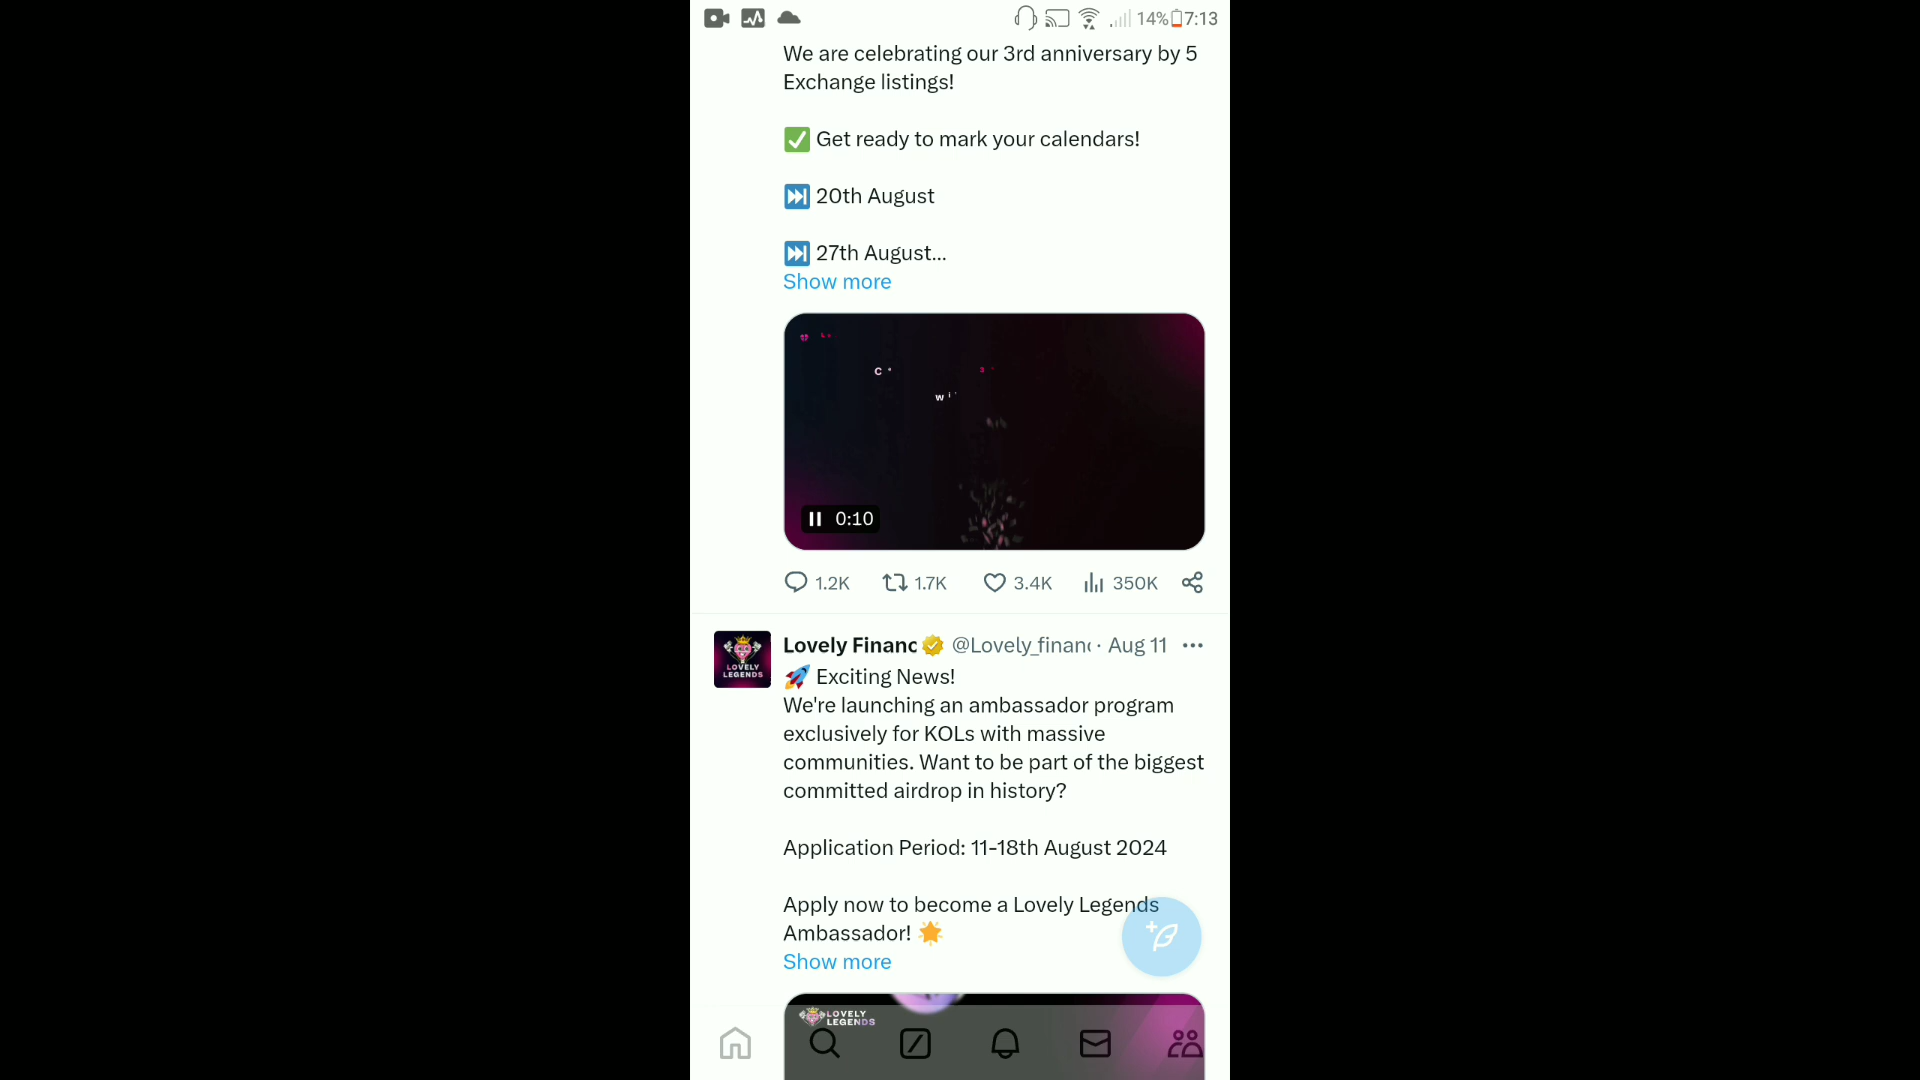 14% 7:13
We are celebrating our 3rd anniversary by 5
Exchange listings!
✅ Get ready to mark your calendars!
⏭ 20th August
⏭ 27th August...
Show more
0:10
1.2K 1.7K 3.4K 350K
Lovely Financ @Lovely_financ · Aug 11
LOVELY
LEGENDS
🚀 Exciting News!
We're launching an ambassador program
exclusively for KOLs with massive
communities. Want to be part of the biggest
committed airdrop in history?
Application Period: 11-18th August 2024
Apply now to become a Lovely Legends
Ambassador! 🌟
Show more
LOVELY
LEGENDS